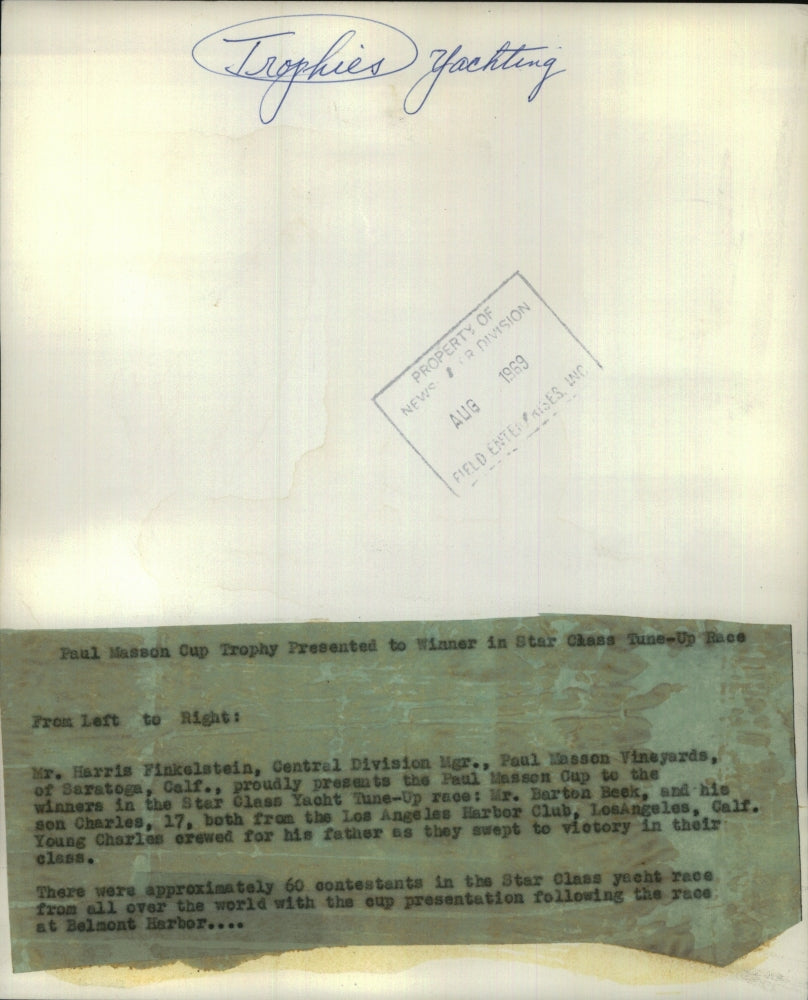 Trophies Yachting
PROPERTY OF
NEWS DIVISION
AUG 1969
FIELD ENTERPRISES, INC.
Paul Masson Cup Trophy Presented to Winner in Star Class Tune-Up Race
From Left to Right:
Mr. Harris Finkelstein, Central Division Mgr., Paul Masson Vineyards,
of Saratoga, Calf., proudly presents the Paul Masson Cup to the
winners in the Star Class Yacht Tune-Up race: Mr. Barton Beek, and his
son Charles, 17, both from the Los Angeles Harbor Club, LosAngeles, Calf.
Young Charles crewed for his father as they swept to victory in their
class.
There were approximately 60 contestants in the Star Class yacht race
from all over the world with the cup presentation following the race
at Belmont Harbor....